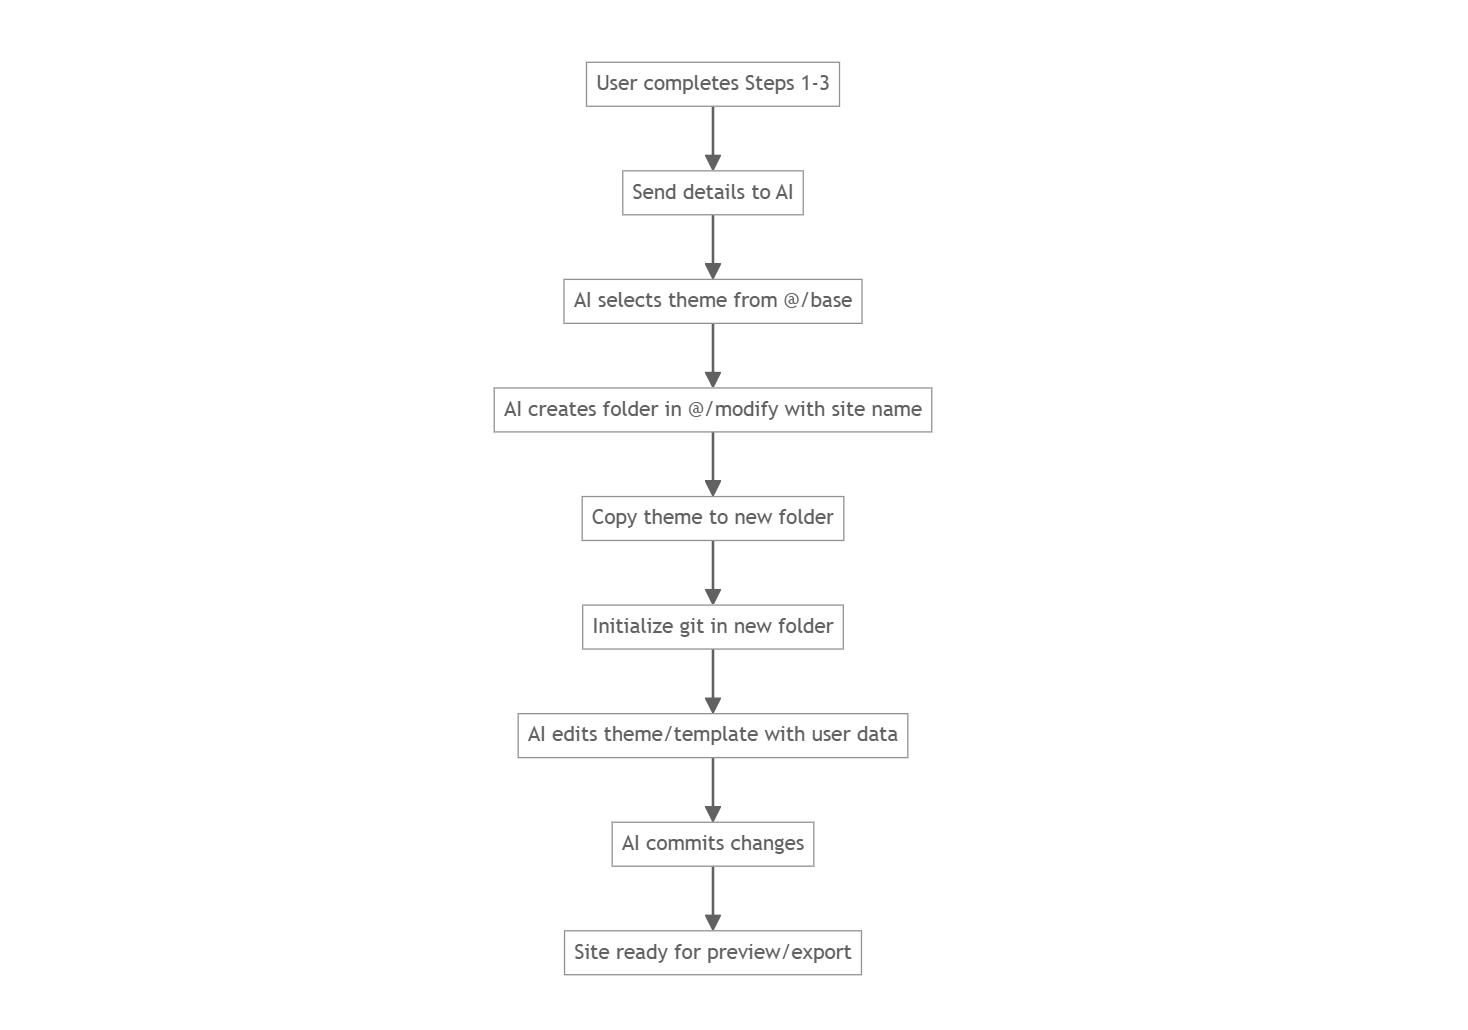 User completes Steps 1-3
Send details to AI
AI selects theme from @/base
AI creates folder in @/modify with site name
Copy theme to new folder
Initialize git in new folder
AI edits theme/template with user data
AI commits changes
Site ready for preview/export